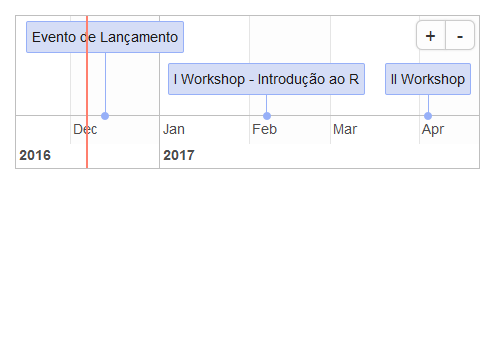 Evento de Lançamento
+ -
I Workshop - Introdução ao R
II Workshop
Dec Jan Feb Mar Apr
2016 2017